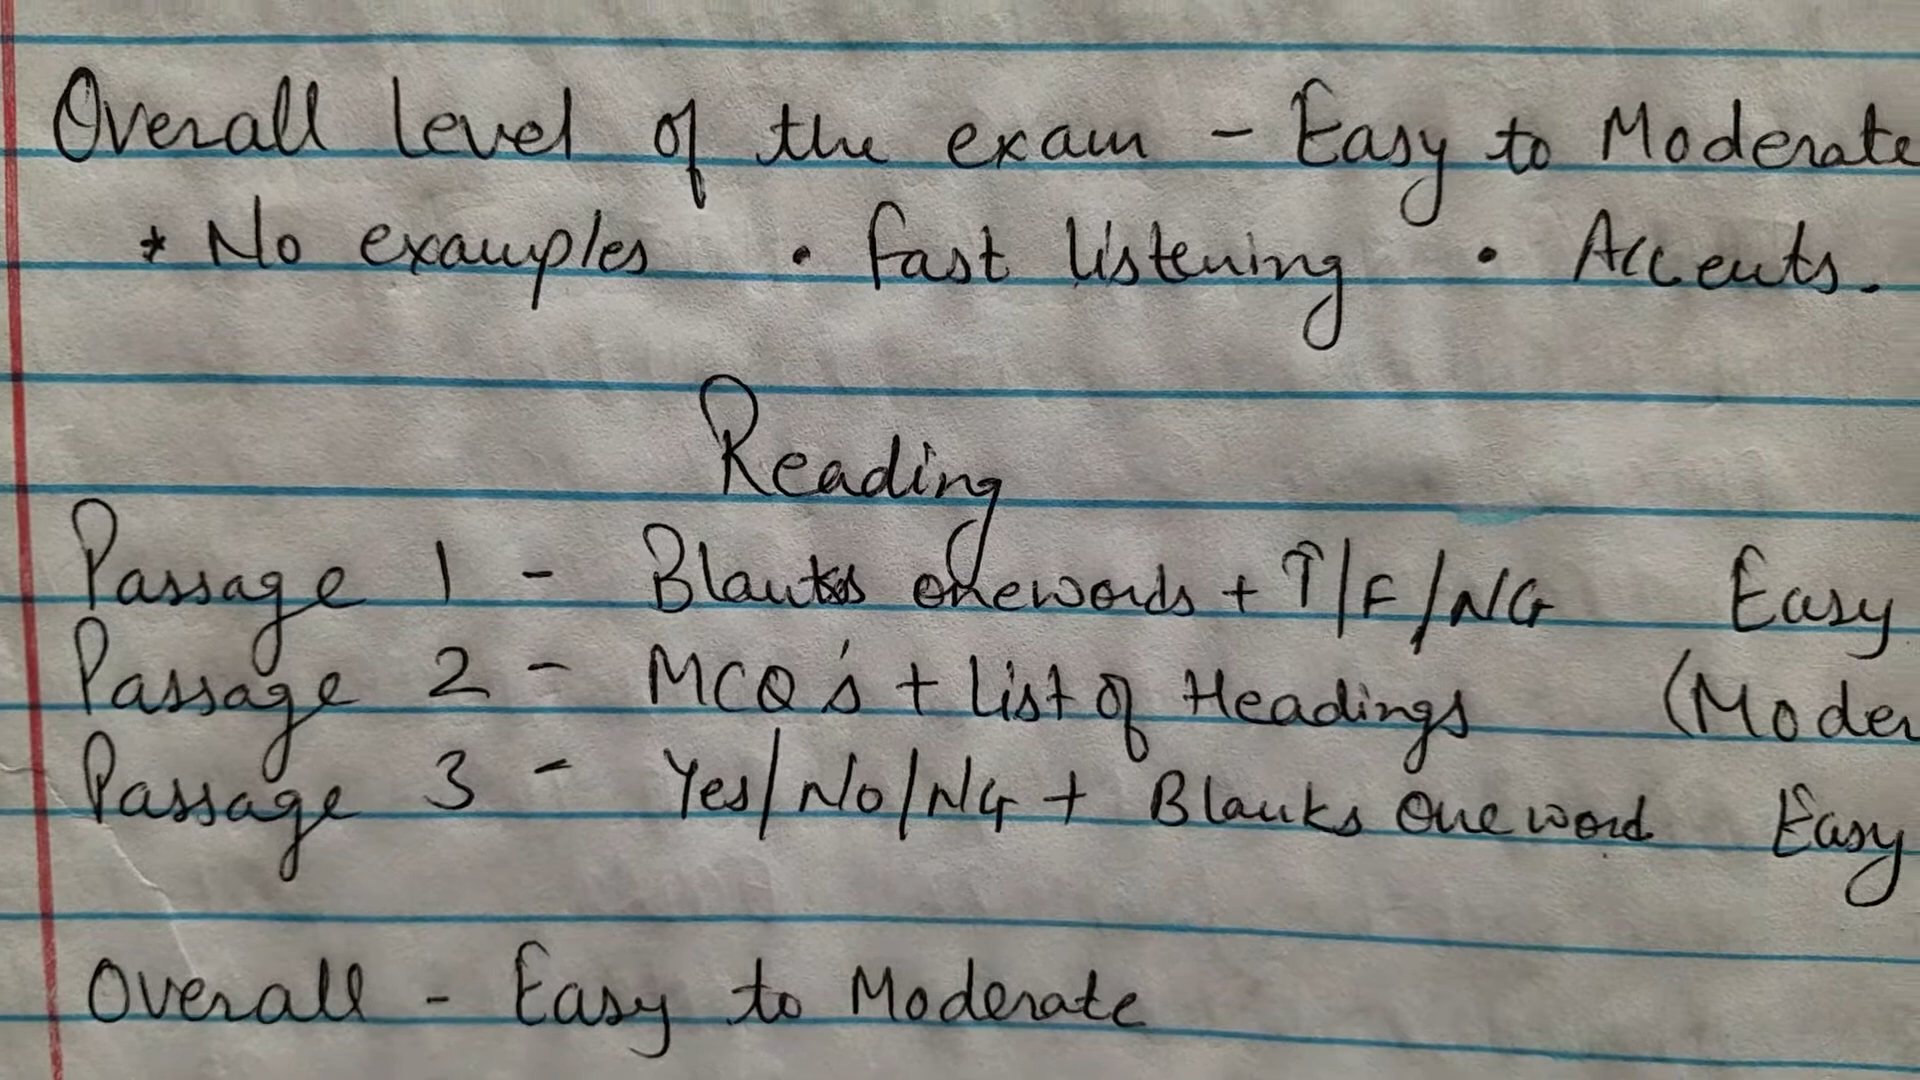 Overall level of the exam - Easy to Moderate
* No examples • Fast listening • Accents.
Reading
Passage 1 - Blanks onewords + T/F/NG Easy
Passage 2 - MCQ's + List of Headings (Moder
Passage 3 - Yes/No/NG + Blanks One word Easy
Overall - Easy to Moderate